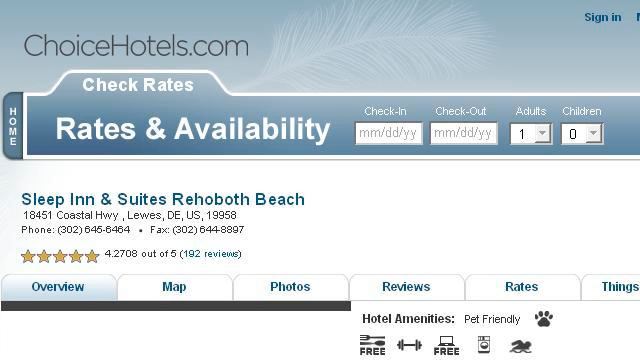 Sign in
ChoiceHotels.com
Check Rates
HOME
Rates & Availability
Check-In Check-Out Adults Children
mm/dd/yy mm/dd/yy 1 0
Sleep Inn & Suites Rehoboth Beach
18451 Coastal Hwy , Lewes, DE, US, 19958
Phone: (302) 645-6464 • Fax: (302) 644-8897
4.2708 out of 5 (192 reviews)
Overview Map Photos Reviews Rates Things
Hotel Amenities: Pet Friendly
FREE FREE